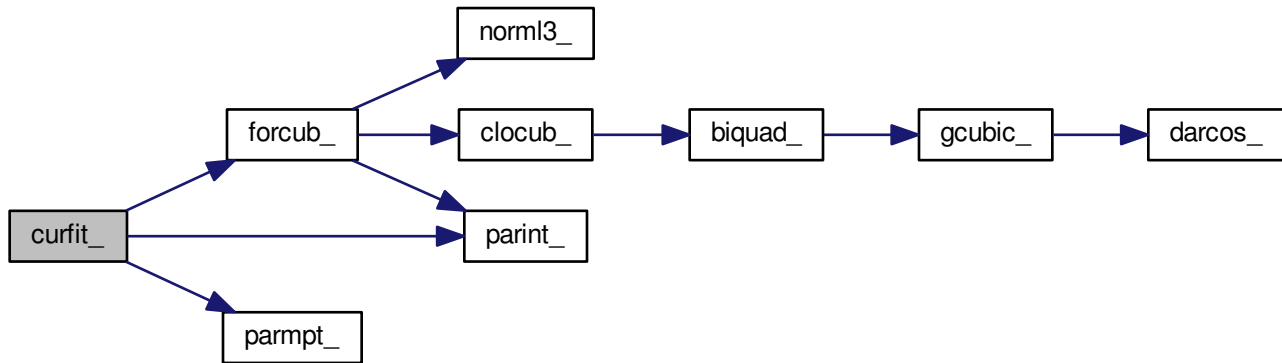 norml3_
forcub_
clocub_
biquad_
gcubic_
darcos_
curfit_
parint_
parmpt_